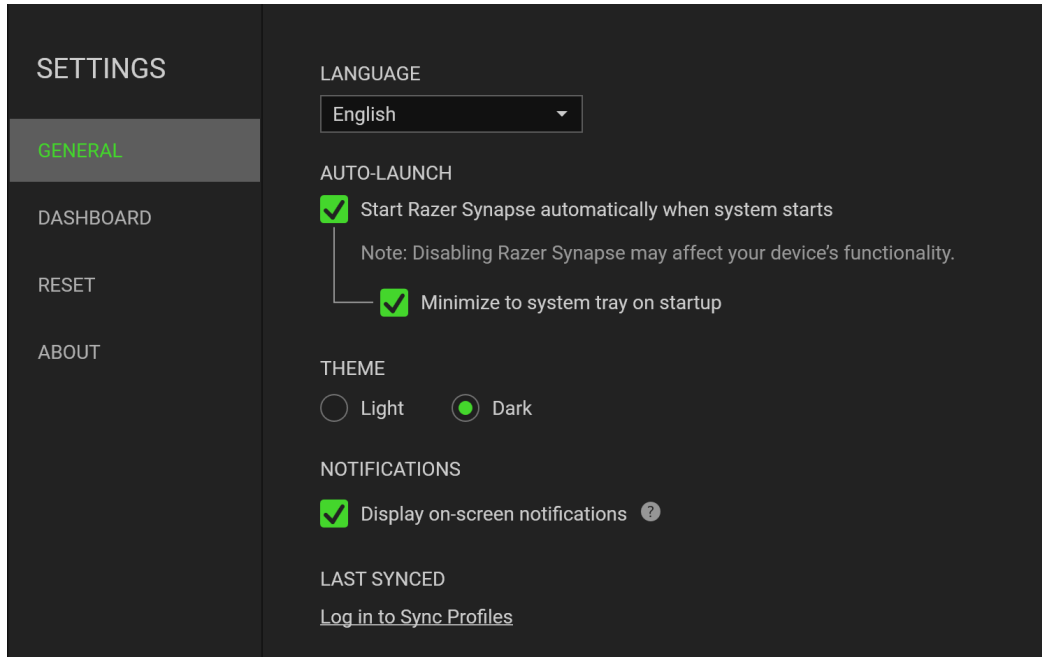 SETTINGS
GENERAL
DASHBOARD
RESET
ABOUT
LANGUAGE
English
AUTO-LAUNCH
Start Razer Synapse automatically when system starts
Note: Disabling Razer Synapse may affect your device’s functionality.
Minimize to system tray on startup
THEME
Light Dark
NOTIFICATIONS
Display on-screen notifications ?
LAST SYNCED
Log in to Sync Profiles